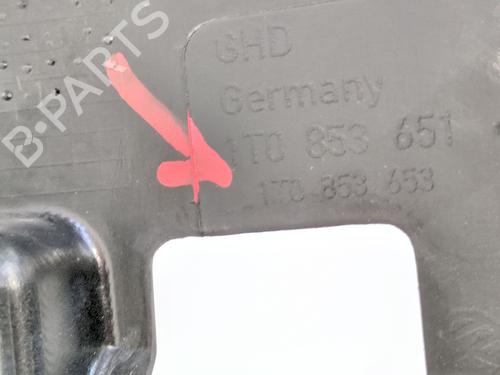 GHD
Germany
1T0 853 651
1T0 853 653
B-PARTS